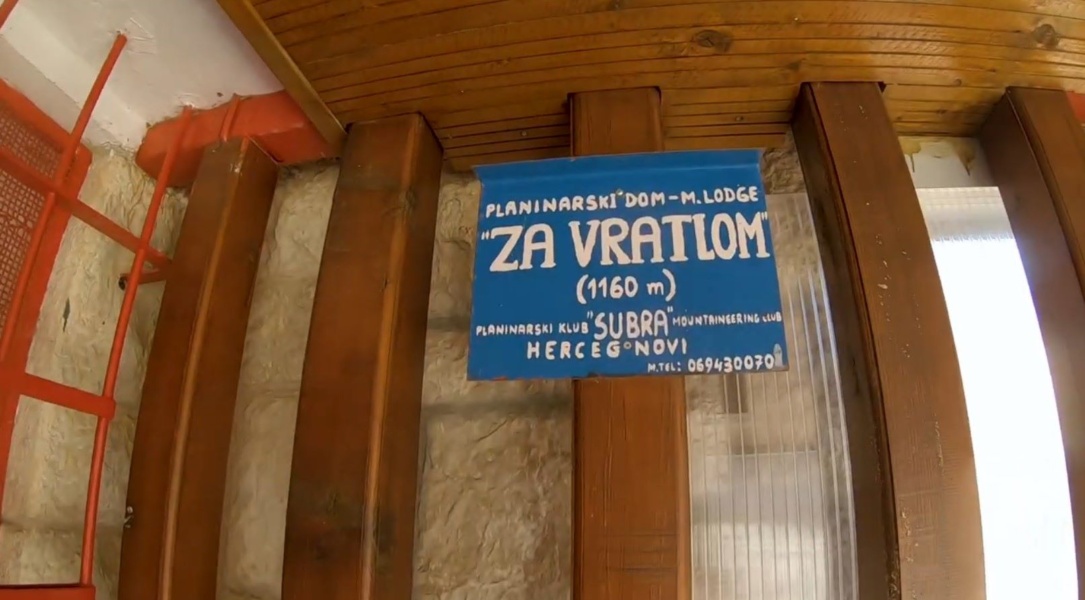 PLANINARSKI DOM - M. LODGE
"ZA VRATLOM"
(1160 m)
PLANINARSKI KLUB "SUBRA" MOUNTAINEERING CLUB
HERCEG NOVI
M.TEL: 069430070